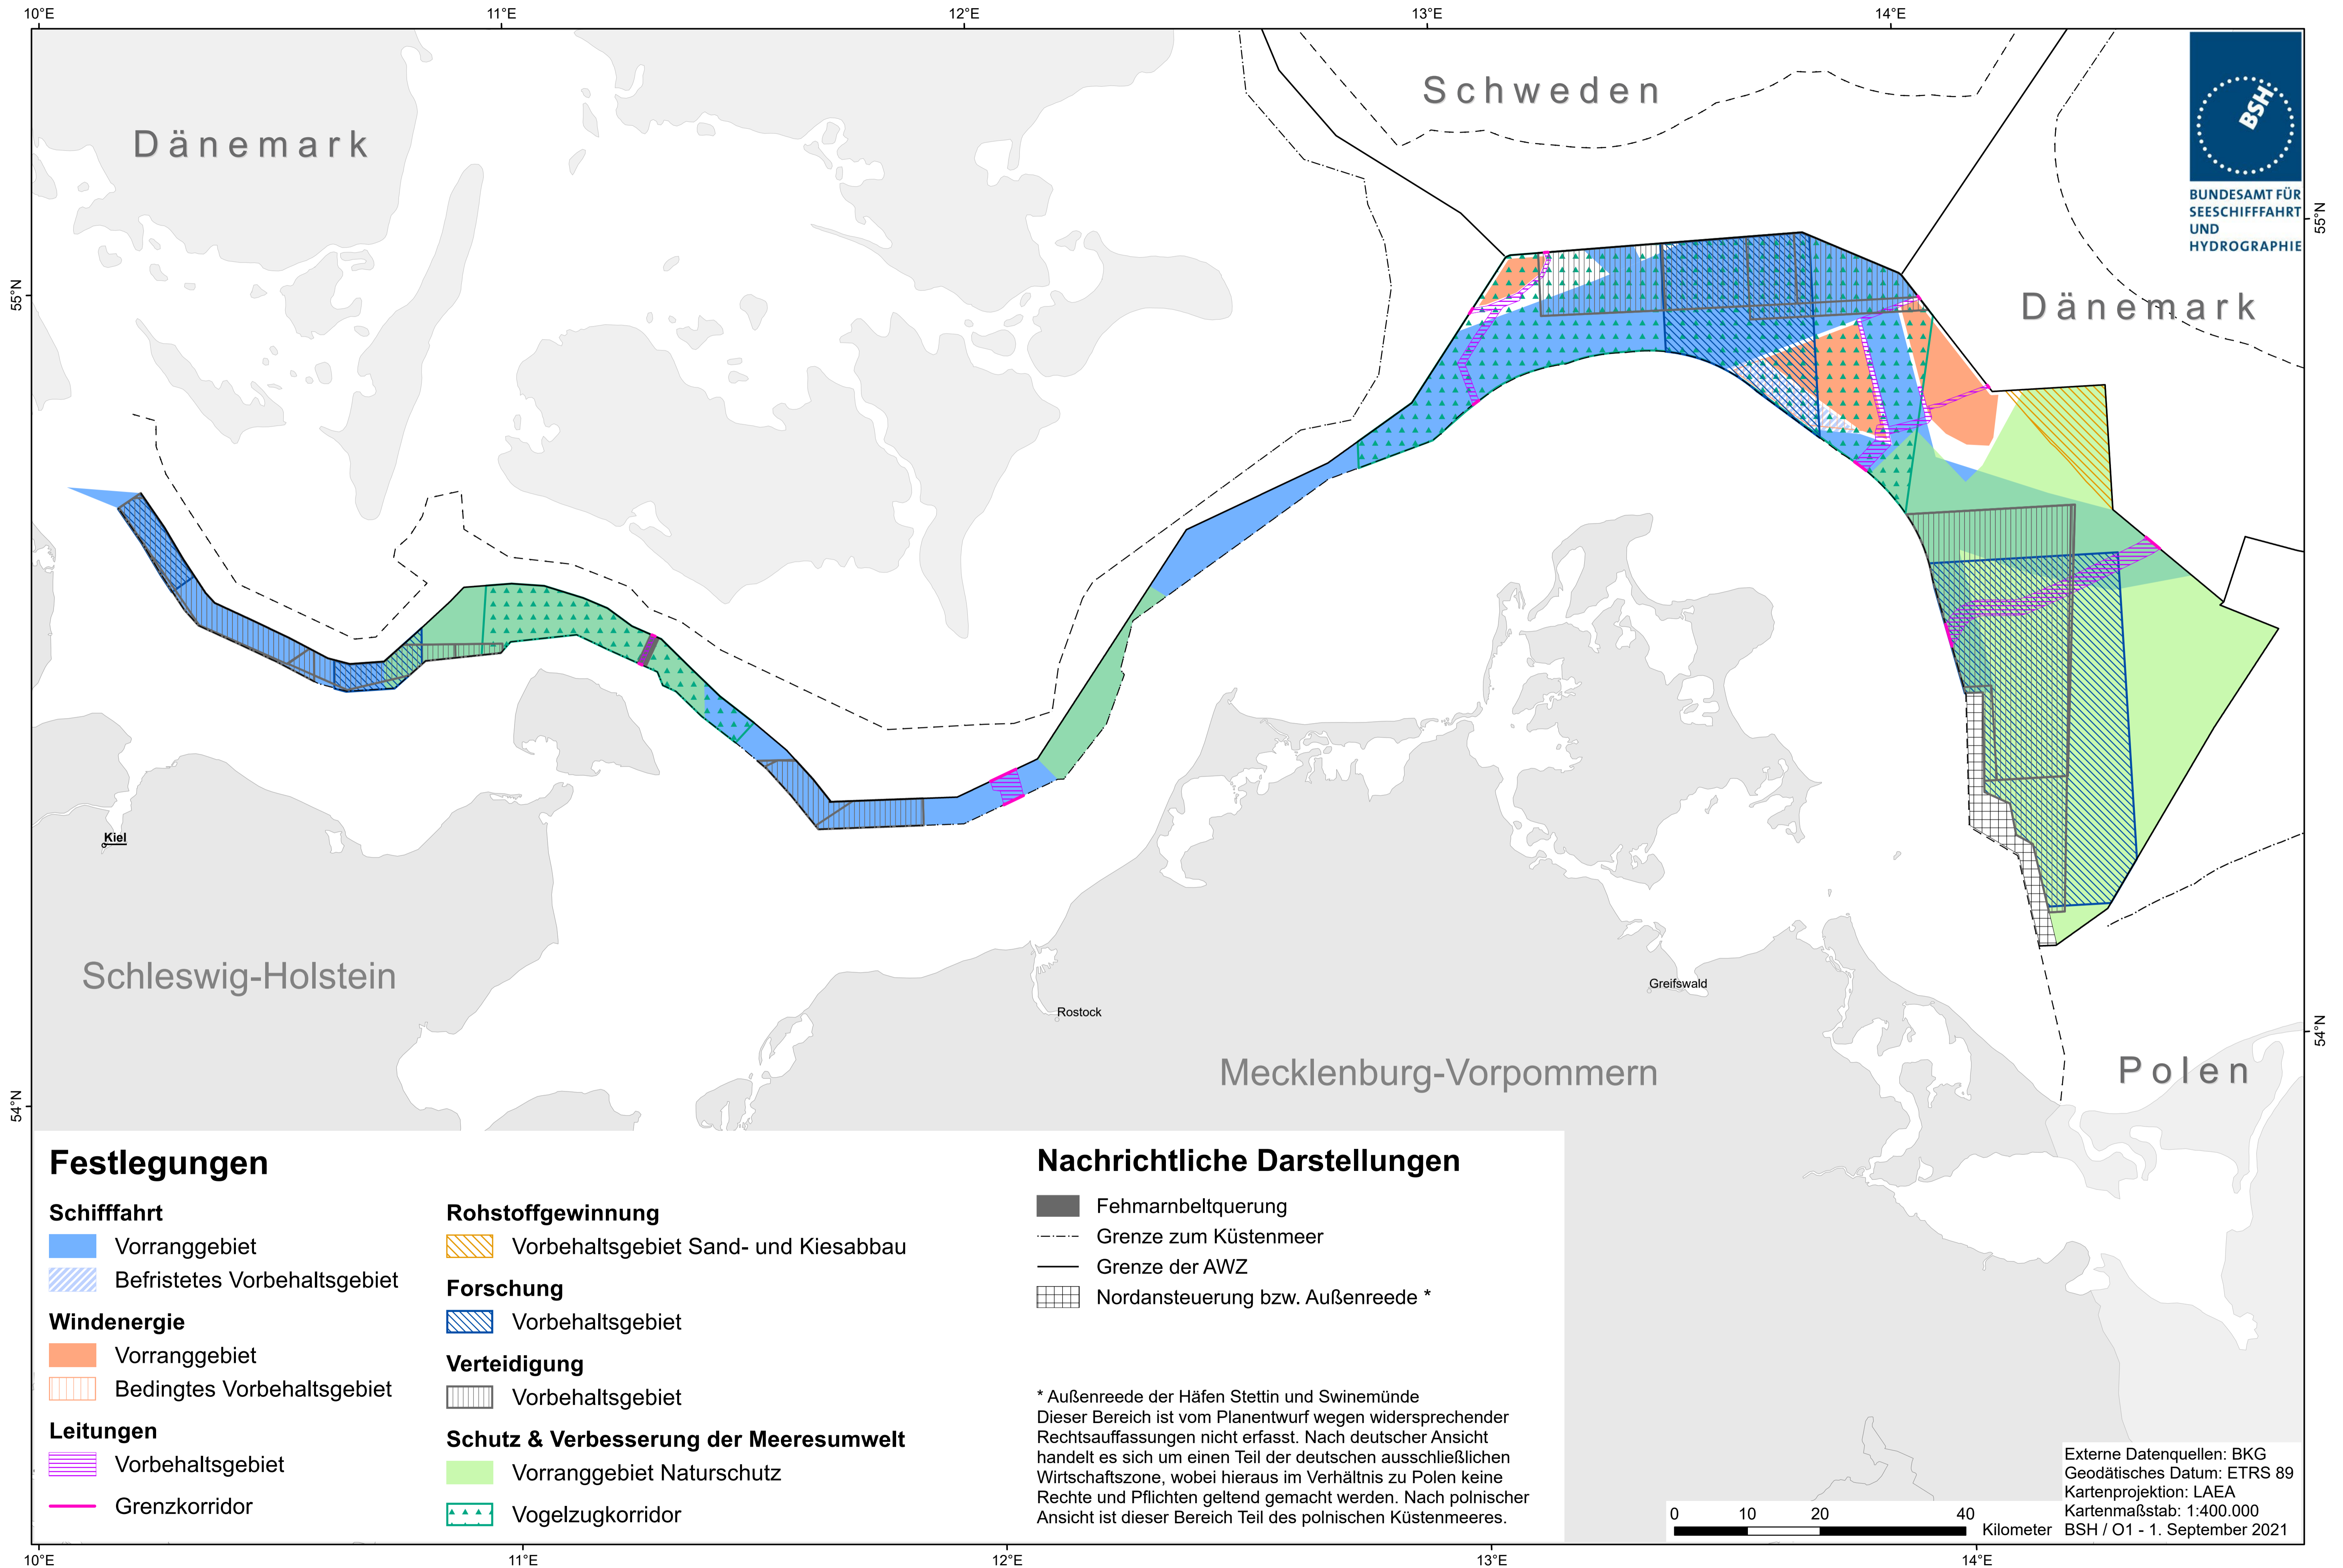 10°E
11°E
12°E
13°E
14°E
Schweden
Dänemark
BSH
BUNDESAMT FÜR
SEESCHIFFFAHRT
UND
HYDROGRAPHIE
55°N
55°N
Dänemark
Kiel
Schleswig-Holstein
Greifswald
Rostock
54°N
Mecklenburg-Vorpommern
Polen
54°N
Festlegungen
Schifffahrt
Vorranggebiet
Befristetes Vorbehaltsgebiet
Windenergie
Vorranggebiet
Bedingtes Vorbehaltsgebiet
Leitungen
Vorbehaltsgebiet
Grenzkorridor
Rohstoffgewinnung
Vorbehaltsgebiet Sand- und Kiesabbau
Forschung
Vorbehaltsgebiet
Verteidigung
Vorbehaltsgebiet
Schutz & Verbesserung der Meeresumwelt
Vorranggebiet Naturschutz
Vogelzugkorridor
Nachrichtliche Darstellungen
Fehmarnbeltquerung
Grenze zum Küstenmeer
Grenze der AWZ
Nordansteuerung bzw. Außenreede *
* Außenreede der Häfen Stettin und Swinemünde
Dieser Bereich ist vom Planentwurf wegen widersprechender
Rechtsauffassungen nicht erfasst. Nach deutscher Ansicht
handelt es sich um einen Teil der deutschen ausschließlichen
Wirtschaftszone, wobei hieraus im Verhältnis zu Polen keine
Rechte und Pflichten geltend gemacht werden. Nach polnischer
Ansicht ist dieser Bereich Teil des polnischen Küstenmeeres.
0 10 20 40
Kilometer
Externe Datenquellen: BKG
Geodätisches Datum: ETRS 89
Kartenprojektion: LAEA
Kartenmaßstab: 1:400.000
BSH / O1 - 1. September 2021
10°E
11°E
12°E
13°E
14°E